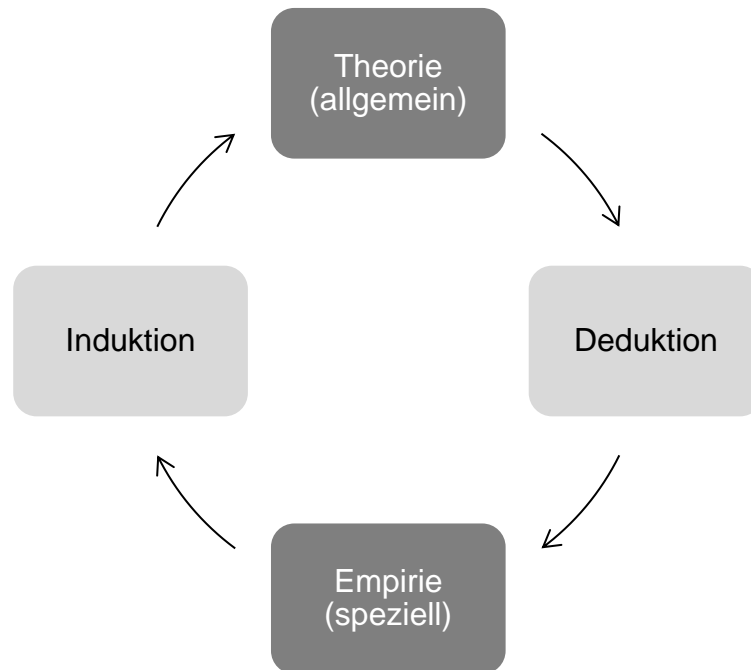 Theorie
(allgemein)
Induktion
Deduktion
Empirie
(speziell)